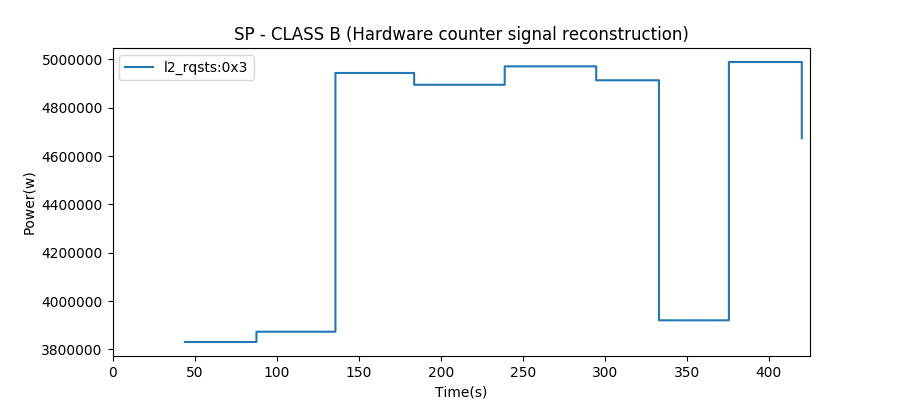 SP - CLASS B (Hardware counter signal reconstruction)
l2_rqsts:0x3
5000000
4800000
4600000
4400000
4200000
4000000
3800000
Power(w)
0 50 100 150 200 250 300 350 400
Time(s)